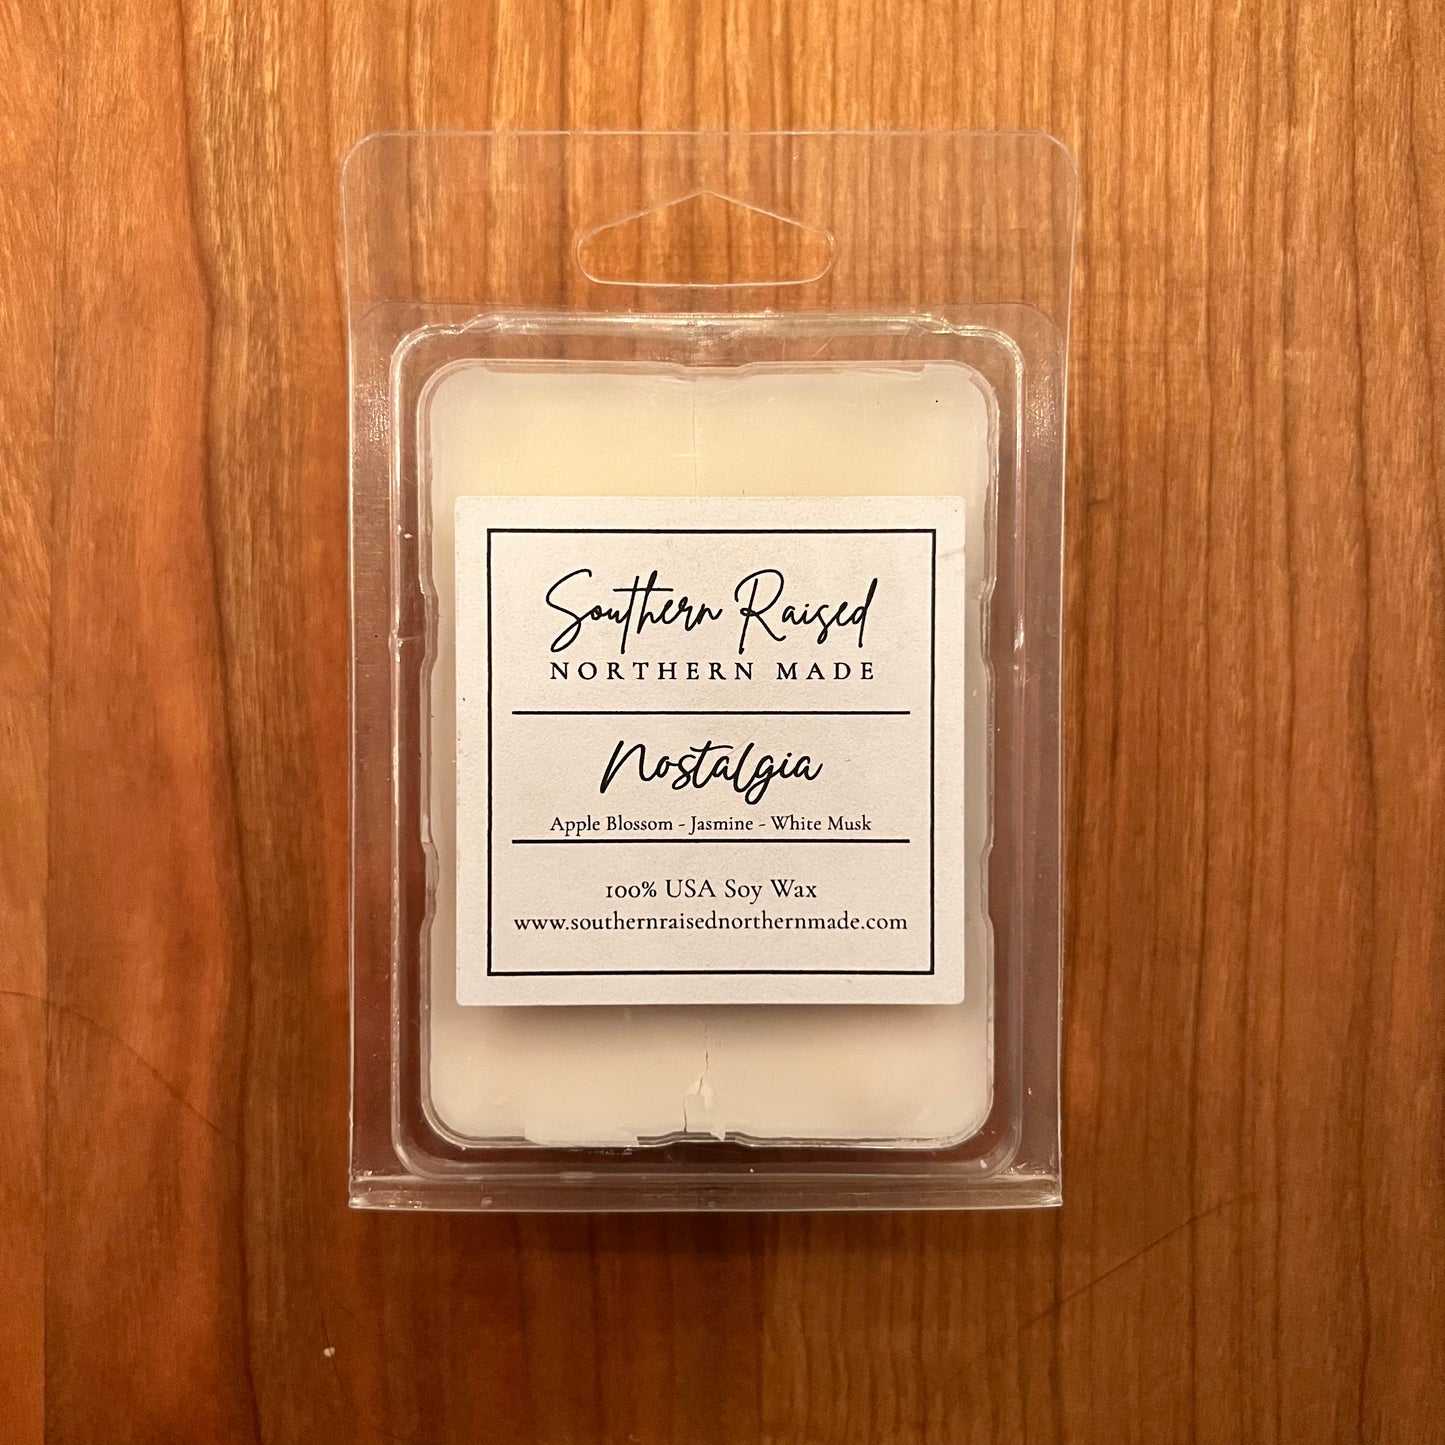 Southern Raised
NORTHERN MADE
Nostalgia
Apple Blossom - Jasmine - White Musk
100% USA Soy Wax
www.southernraisednorthernmade.com